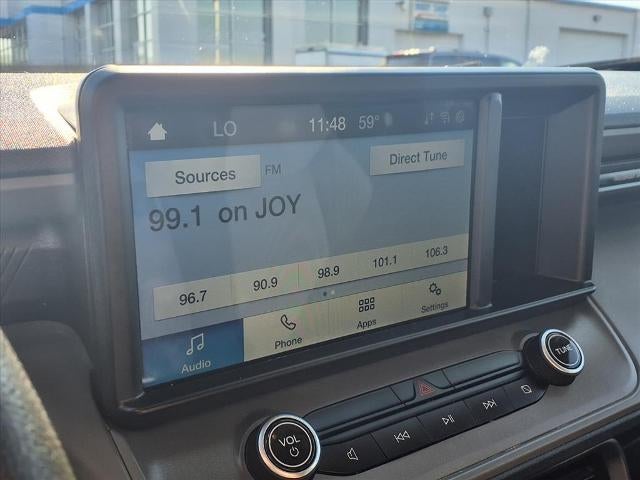 LO 11:48 59°
Sources FM Direct Tune
99.1 on JOY
96.7 90.9 98.9 101.1 106.3
Audio Phone Apps Settings
VOL TUNE